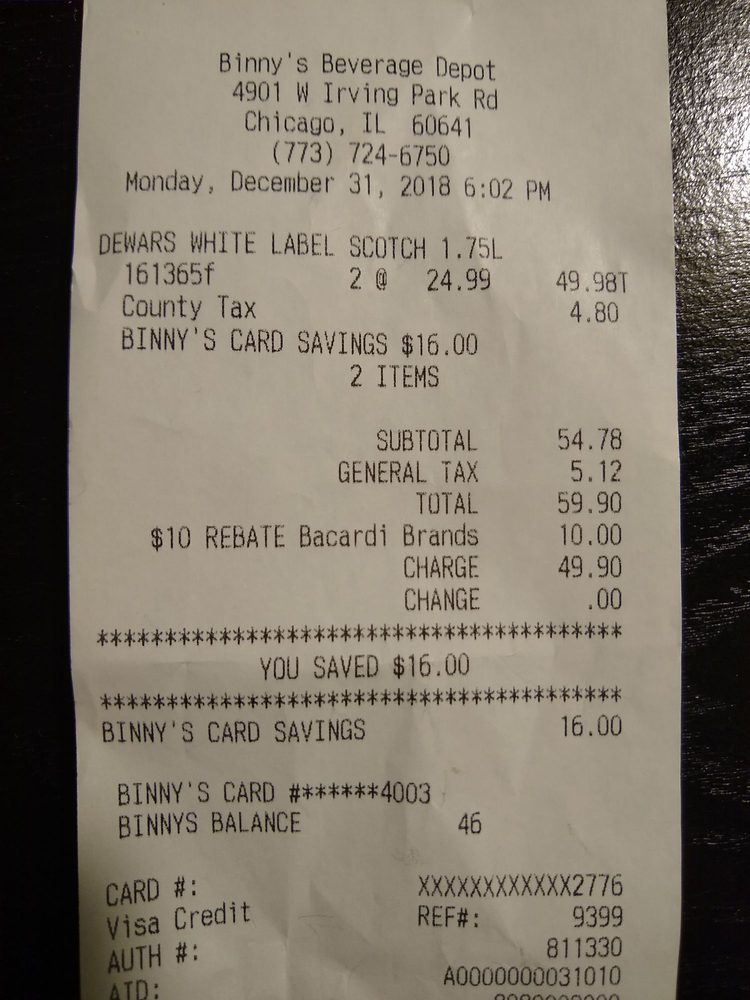 Binny's Beverage Depot
4901 W Irving Park Rd
Chicago, IL 60641
(773) 724-6750
Monday, December 31, 2018 6:02 PM
DEWARS WHITE LABEL SCOTCH 1.75L
161365f 2 @ 24.99 49.98T
County Tax 4.80
BINNY'S CARD SAVINGS $16.00
2 ITEMS
SUBTOTAL 54.78
GENERAL TAX 5.12
TOTAL 59.90
$10 REBATE Bacardi Brands 10.00
CHARGE 49.90
CHANGE .00
****************************************
YOU SAVED $16.00
****************************************
BINNY'S CARD SAVINGS 16.00
BINNY'S CARD #******4003
BINNYS BALANCE 46
CARD #: XXXXXXXXXXXX2776
Visa Credit REF#: 9399
AUTH #: 811330
AID: A0000000031010